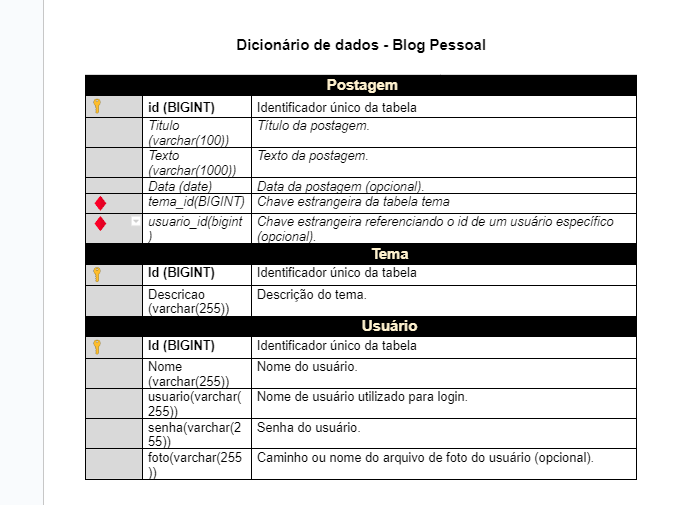 Dicionário de dados - Blog Pessoal
Postagem
id (BIGINT) Identificador único da tabela
Titulo Título da postagem.
(varchar(100))
Texto Texto da postagem.
(varchar(1000))
Data (date) Data da postagem (opcional).
tema_id(BIGINT) Chave estrangeira da tabela tema
usuario_id(bigint Chave estrangeira referenciando o id de um usuário específico
) (opcional).
Tema
Id (BIGINT) Identificador único da tabela
Descricao Descrição do tema.
(varchar(255))
Usuário
Id (BIGINT) Identificador único da tabela
Nome Nome do usuário.
(varchar(255))
usuario(varchar( Nome de usuário utilizado para login.
255))
senha(varchar(2 Senha do usuário.
55))
foto(varchar(255 Caminho ou nome do arquivo de foto do usuário (opcional).
))